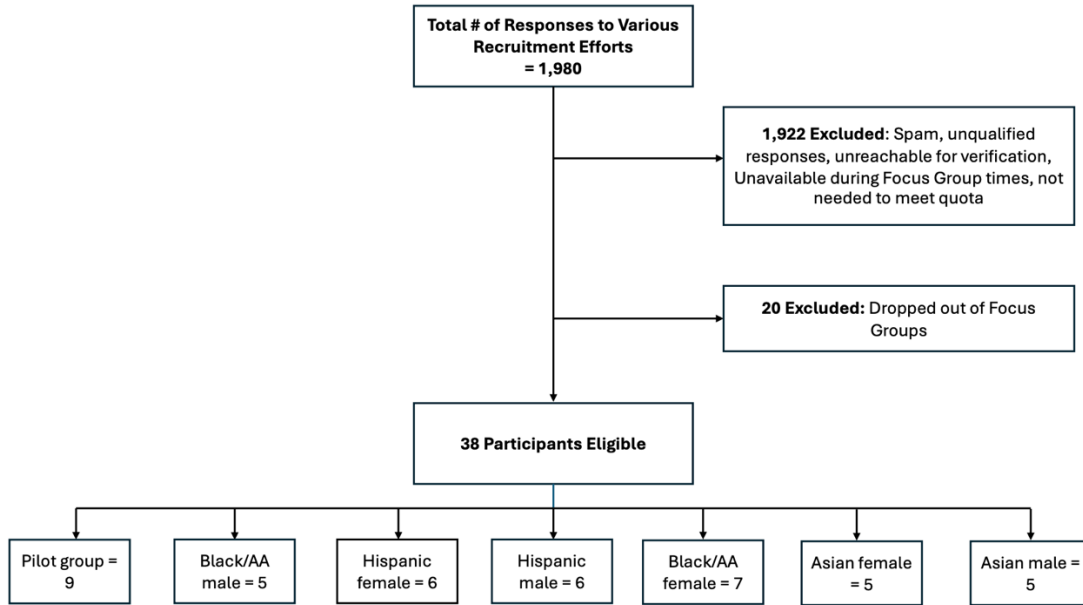 Total # of Responses to Various
Recruitment Efforts
= 1,980
1,922 Excluded: Spam, unqualified
responses, unreachable for verification,
Unavailable during Focus Group times, not
needed to meet quota
20 Excluded: Dropped out of Focus
Groups
38 Participants Eligible
Pilot group =
9
Black/AA
male = 5
Hispanic
female = 6
Hispanic
male = 6
Black/AA
female = 7
Asian female
= 5
Asian male =
5